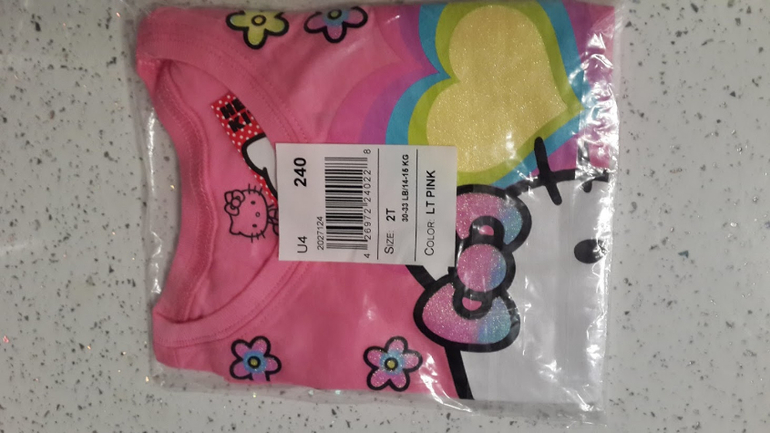 U4 240
2027124
4 26972 24022 8
SIZE: 2T
30-33 LB/14-15 KG
COLOR: LT PINK